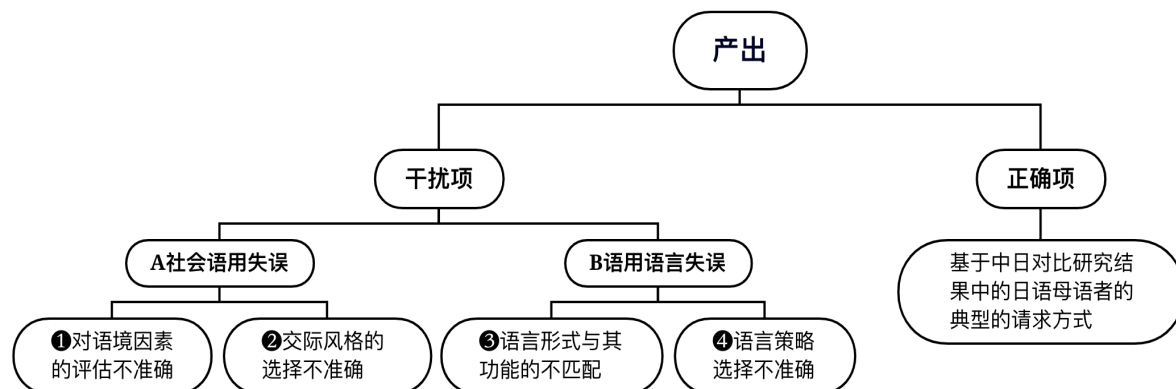 产出
干扰项
正确项
A社会语用失误
B语用语言失误
基于中日对比研究结
果中的日语母语者的
典型的请求方式
❶对语境因素
的评估不准确
❷交际风格的
选择不准确
❸语言形式与其
功能的不匹配
❹语言策略
选择不准确